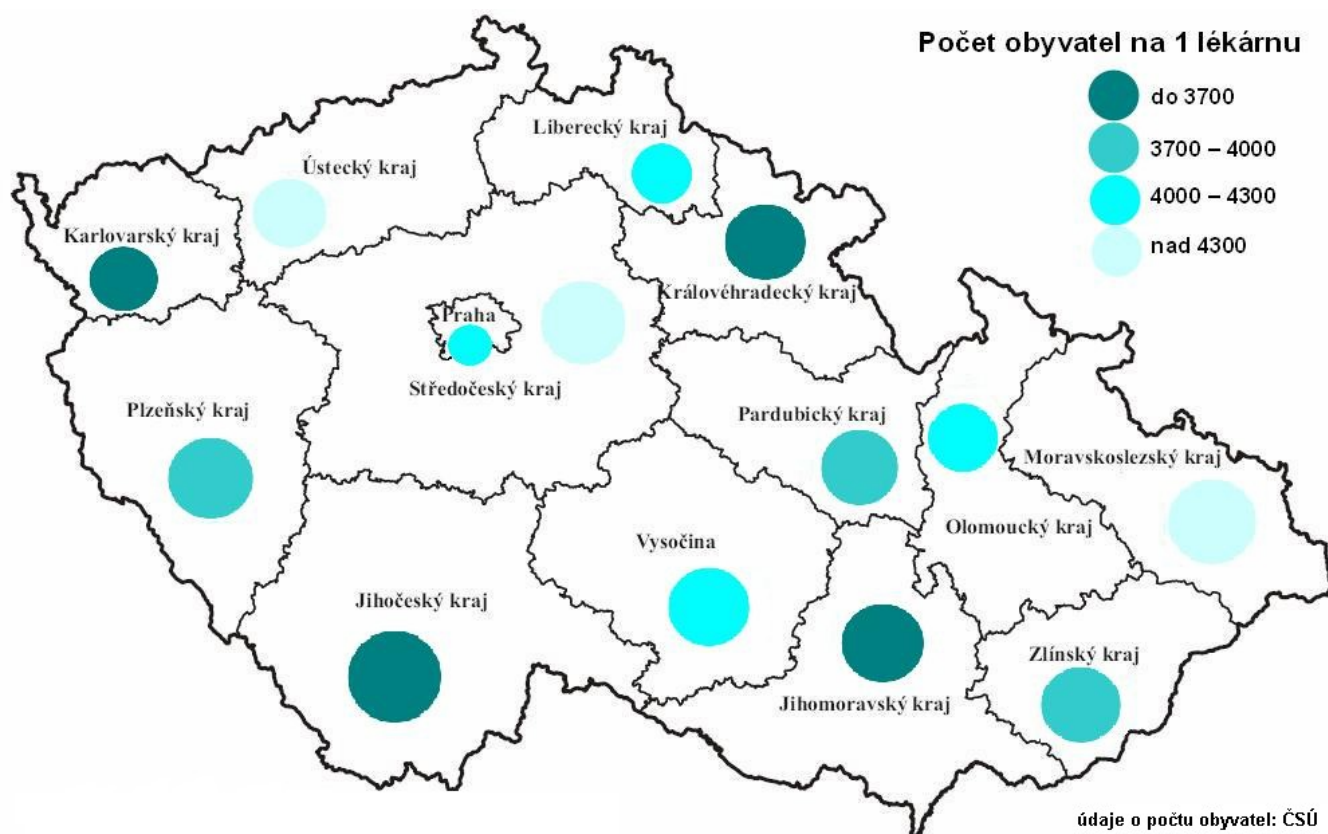 Počet obyvatel na 1 lékárnu
do 3700
3700 – 4000
4000 – 4300
nad 4300
Liberecký kraj
Ústecký kraj
Karlovarský kraj
Královéhradecký kraj
Praha
Středočeský kraj
Plzeňský kraj
Pardubický kraj
Moravskoslezský kraj
Olomoucký kraj
Vysočina
Jihočeský kraj
Zlínský kraj
Jihomoravský kraj
údaje o počtu obyvatel: ČSÚ